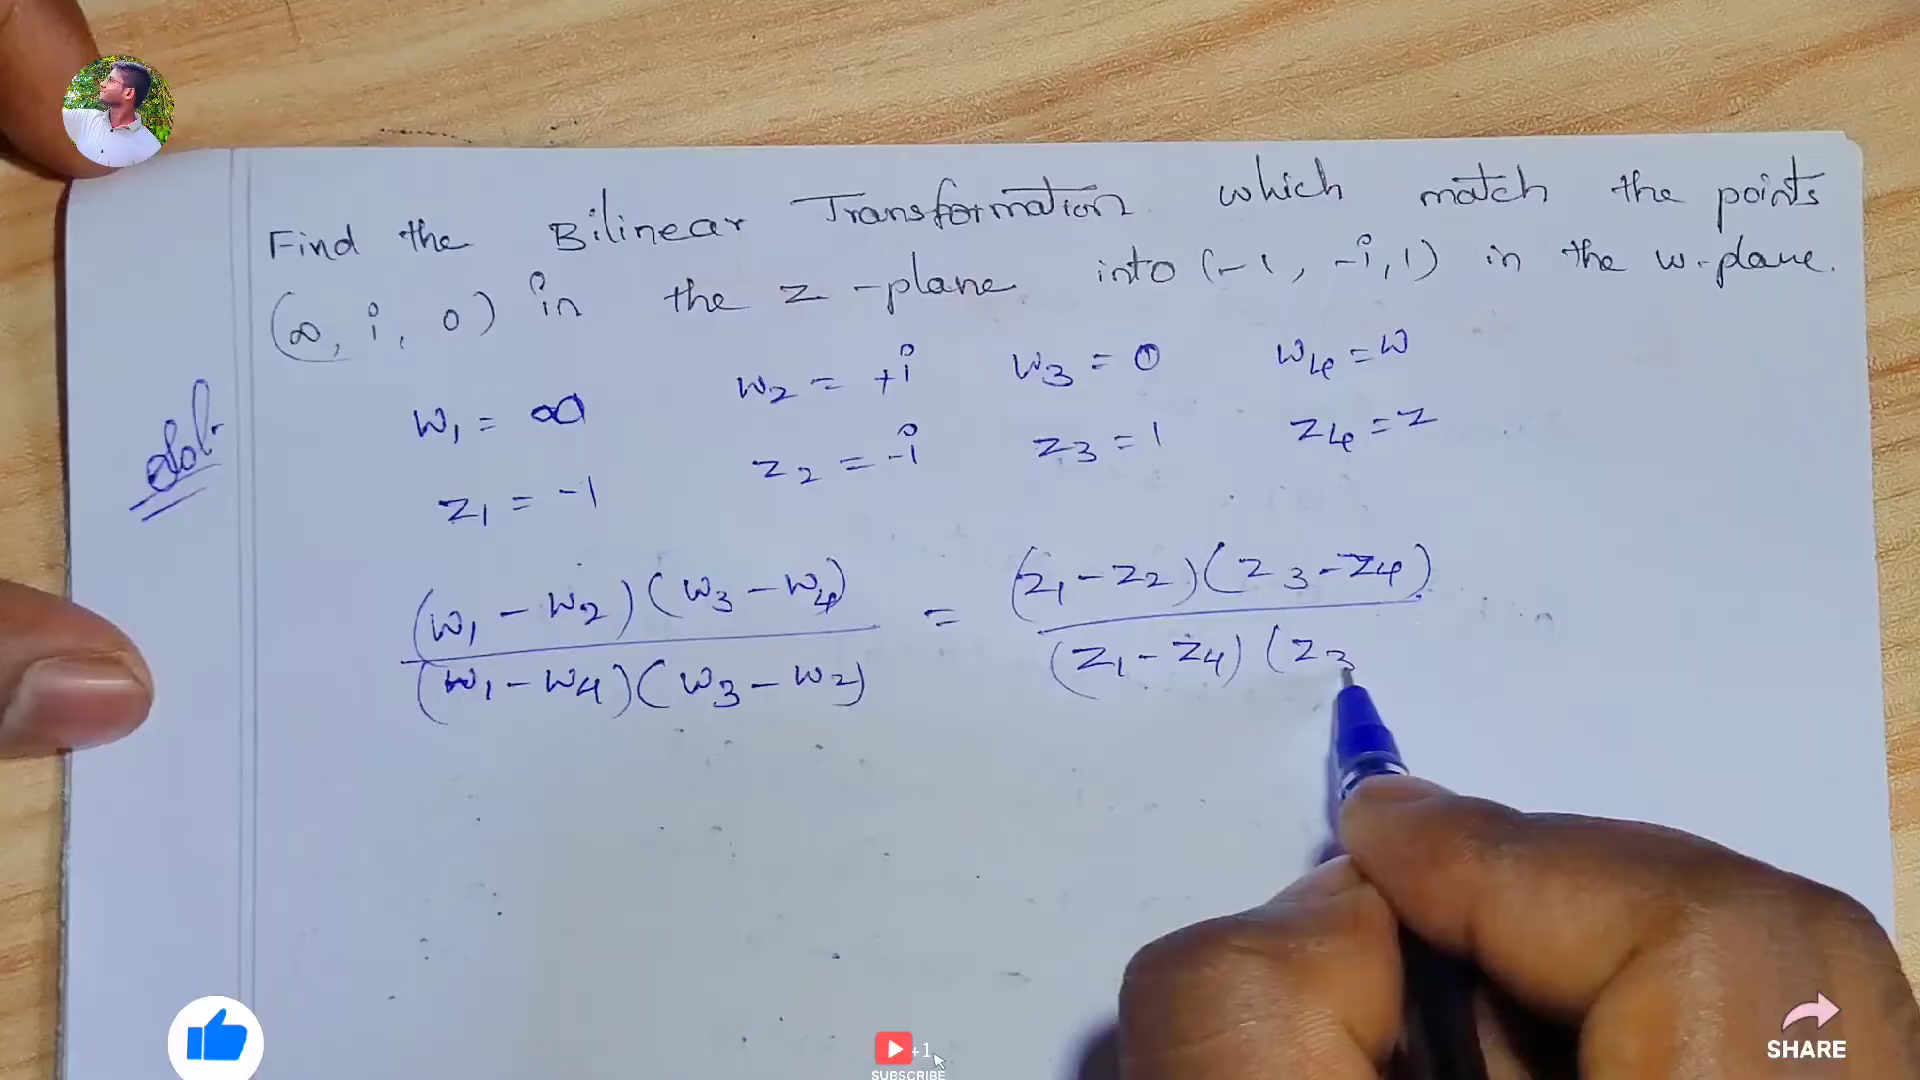 Find the Bilinear Transformation which match the points
(∞, i, 0) in the z-plane into (-1, -i, 1) in the w-plane.
Sol:
w₁ = ∞ w₂ = +i w₃ = 0 w₄ = w
z₁ = -1 z₂ = -i z₃ = 1 z₄ = z
(w₁ - w₂)(w₃ - w₄) = (z₁ - z₂)(z₃ - z₄)
(w₁ - w₄)(w₃ - w₂) (z₁ - z₄)(z₃
+1
SUBSCRIBE
SHARE